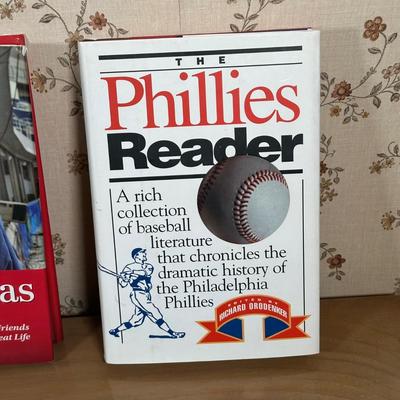 THE
Phillies
Reader
A rich
collection
of baseball
literature
that chronicles the
dramatic history of
the Philadelphia
Phillies
EDITED BY
RICHARD ORODENKER
as
riends
eat Life